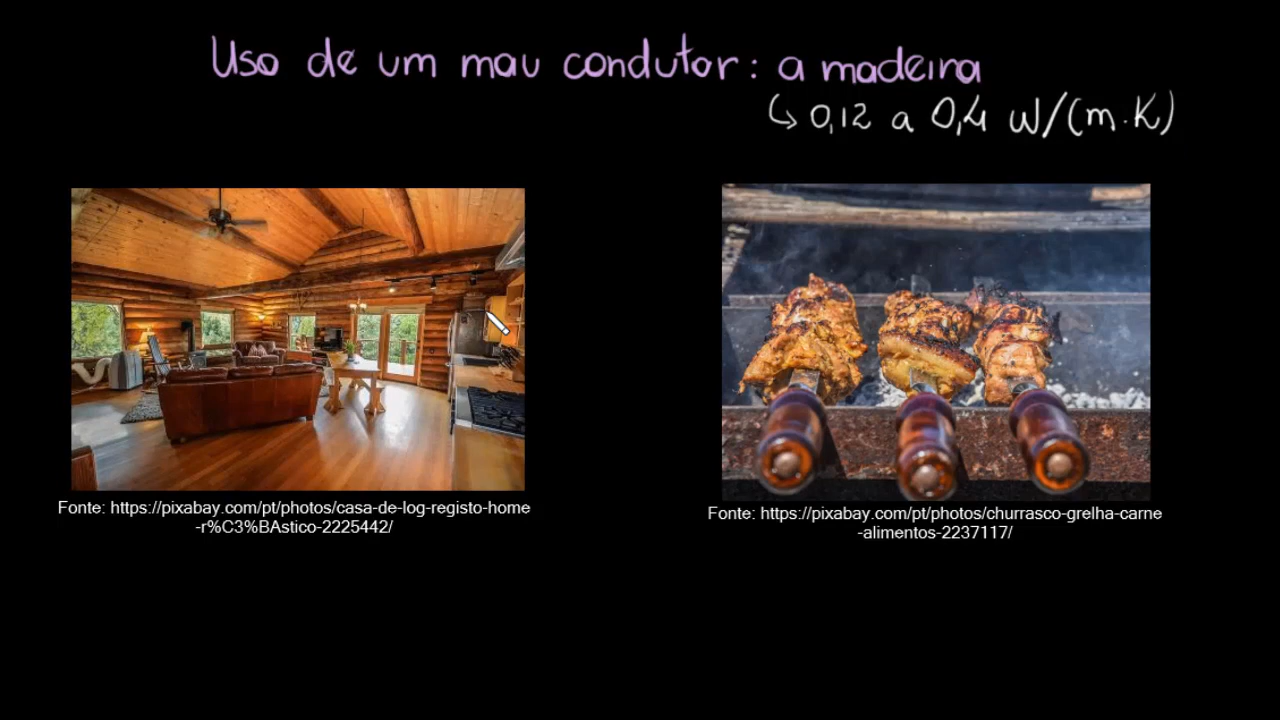 Uso de um mau condutor: a madeira
↳ 0,12 a 0,4 W/(m.K)
Fonte: https://pixabay.com/pt/photos/casa-de-log-registo-home
-r%C3%BAstico-2225442/
Fonte: https://pixabay.com/pt/photos/churrasco-grelha-carne
-alimentos-2237117/